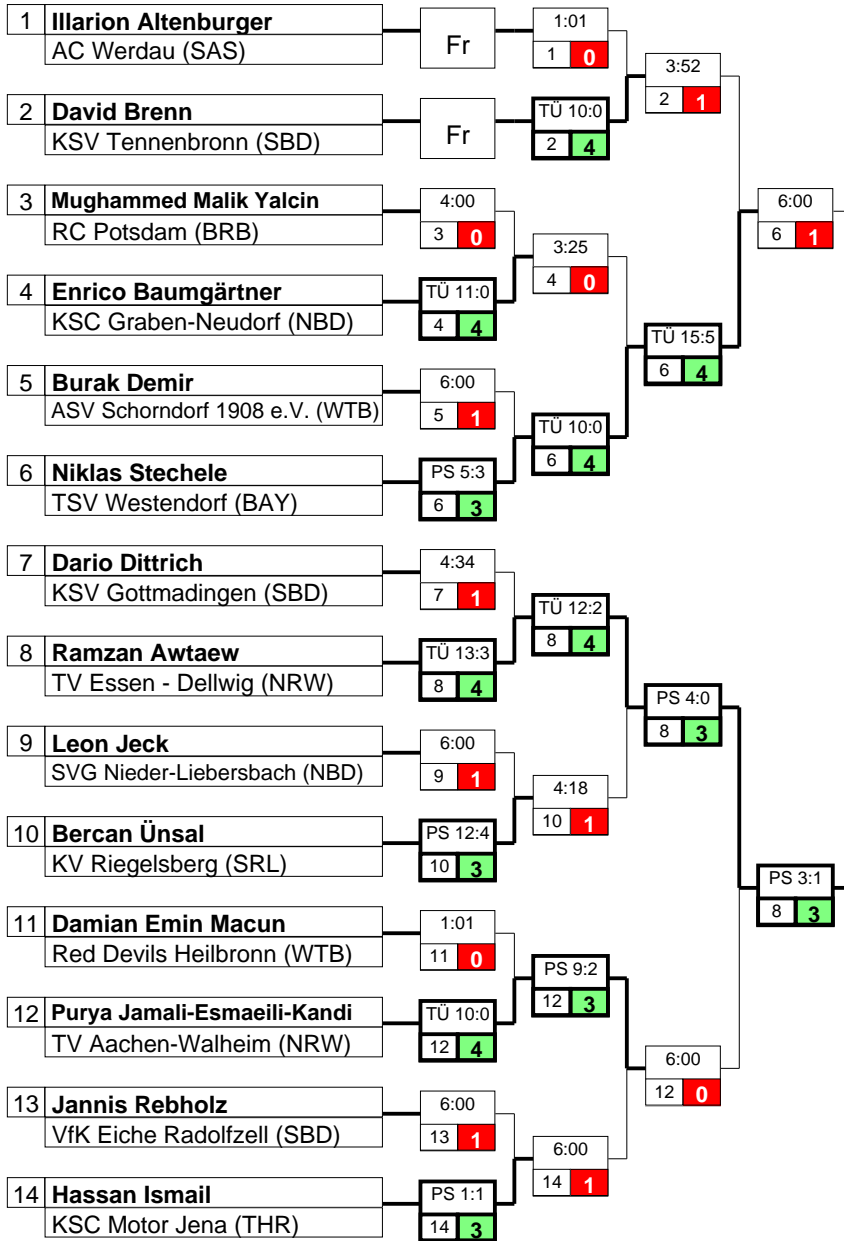 1 Illarion Altenburger
AC Werdau (SAS)
Fr
1:01
1 0
3:52
2 1
2 David Brenn
KSV Tennenbronn (SBD)
Fr
TÜ 10:0
2 4
3 Mughammed Malik Yalcin
RC Potsdam (BRB)
4:00
3 0
6:00
6 1
3:25
4 0
4 Enrico Baumgärtner
KSC Graben-Neudorf (NBD)
TÜ 11:0
4 4
TÜ 15:5
6 4
5 Burak Demir
ASV Schorndorf 1908 e.V. (WTB)
6:00
5 1
TÜ 10:0
6 4
6 Niklas Stechele
TSV Westendorf (BAY)
PS 5:3
6 3
7 Dario Dittrich
KSV Gottmadingen (SBD)
4:34
7 1
TÜ 12:2
8 4
8 Ramzan Awtaew
TV Essen - Dellwig (NRW)
TÜ 13:3
8 4
PS 4:0
8 3
9 Leon Jeck
SVG Nieder-Liebersbach (NBD)
6:00
9 1
4:18
10 1
10 Bercan Ünsal
KV Riegelsberg (SRL)
PS 12:4
10 3
PS 3:1
8 3
11 Damian Emin Macun
Red Devils Heilbronn (WTB)
1:01
11 0
PS 9:2
12 3
12 Purya Jamali-Esmaeili-Kandi
TV Aachen-Walheim (NRW)
TÜ 10:0
12 4
6:00
12 0
13 Jannis Rebholz
VfK Eiche Radolfzell (SBD)
6:00
13 1
6:00
14 1
14 Hassan Ismail
KSC Motor Jena (THR)
PS 1:1
14 3